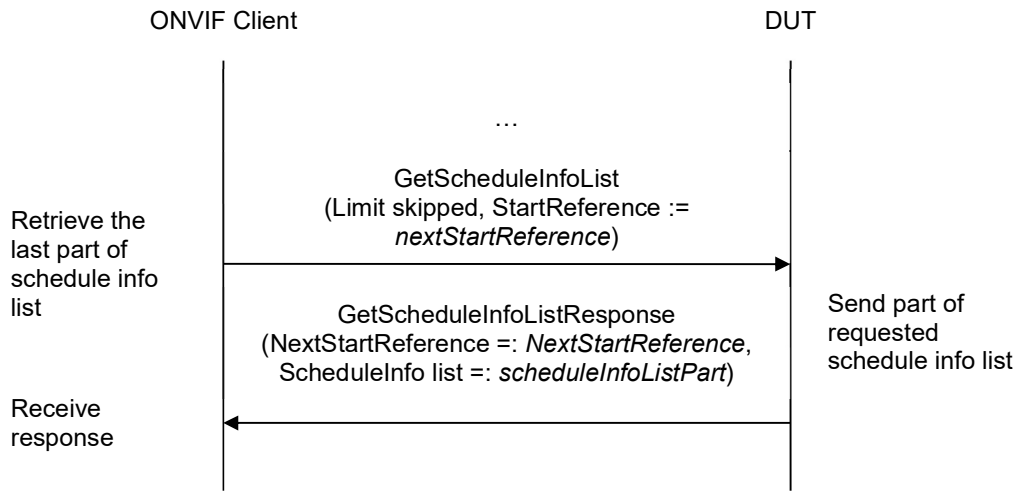 ONVIF Client
DUT
…
GetScheduleInfoList
(Limit skipped, StartReference :=
nextStartReference)
Retrieve the
last part of
schedule info
list
GetScheduleInfoListResponse
(NextStartReference =: NextStartReference,
ScheduleInfo list =: scheduleInfoListPart)
Send part of
requested
schedule info list
Receive
response